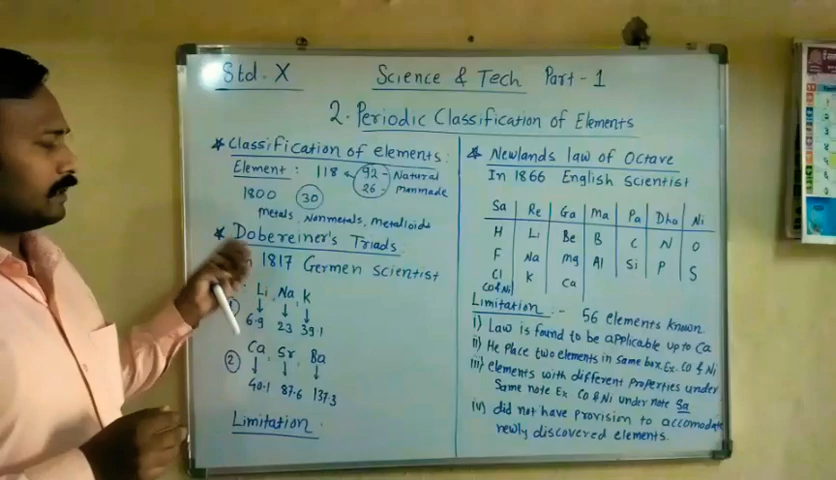 Std. X
Science & Tech Part - 1
2. Periodic Classification of Elements
* Classification of elements:
Element: 118 92 - Natural
26 - manmade
1800 30
metals, Nonmetals, Metalloids
* Dobereiner's Triads
1817 Germen scientist
Li, Na, K
↓ ↓ ↓
6.9 23 39.1
2 Ca, Sr, Ba
↓ ↓ ↓
40.1 87.6 137.3
Limitation
* Newlands law of Octave
In 1866 English scientist
Sa Re Ga Ma Pa Dha Ni
H Li Be B C N O
F Na Mg Al Si P S
Cl K Ca
Co & Ni
Limitation :- 56 elements known
i) Law is found to be applicable up to Ca
ii) He place two elements in same box. Ex. Co & Ni
iii) elements with different properties under
same note Ex Co & Ni under note Sa
iv) did not have provision to accomodate
newly discovered elements.